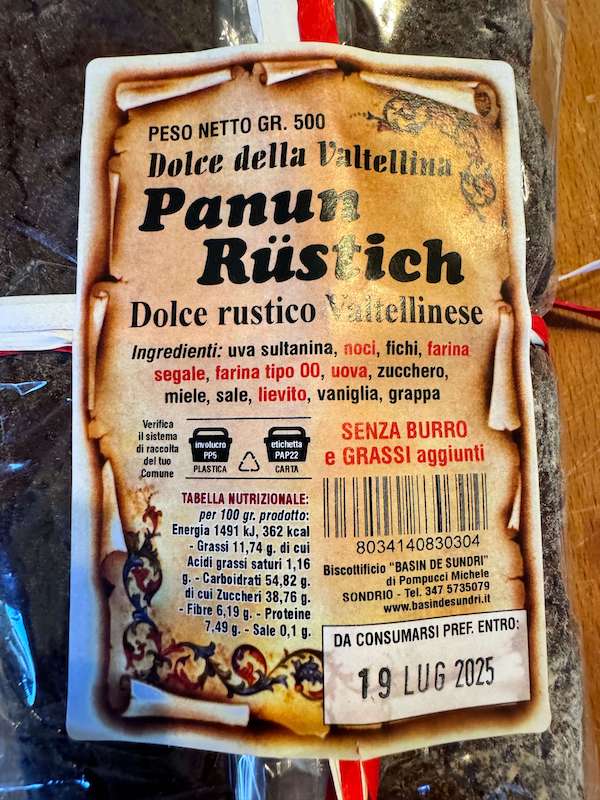 PESO NETTO GR. 500
Dolce della Valtellina
Panun
Rüstich
Dolce rustico Valtellinese
Ingredienti: uva sultanina, noci, fichi, farina
segale, farina tipo 00, uova, zucchero,
miele, sale, lievito, vaniglia, grappa
Verifica
il sistema
di raccolta
del tuo
Comune
involucro
PP5
PLASTICA
etichetta
PAP22
CARTA
SENZA BURRO
e GRASSI aggiunti
TABELLA NUTRIZIONALE:
per 100 gr. prodotto:
Energia 1491 kJ, 362 kcal
- Grassi 11,74 g. di cui
Acidi grassi saturi 1,16
g. - Carboidrati 54,82 g.
di cui Zuccheri 38,76 g.
- Fibre 6,19 g. - Proteine
7,49 g. - Sale 0,1 g.
8034140830304
Biscottificio "BASIN DE SUNDRI"
di Pompucci Michele
SONDRIO - Tel. 347 5735079
www.basindesundri.it
DA CONSUMARSI PREF. ENTRO:
19 LUG 2025